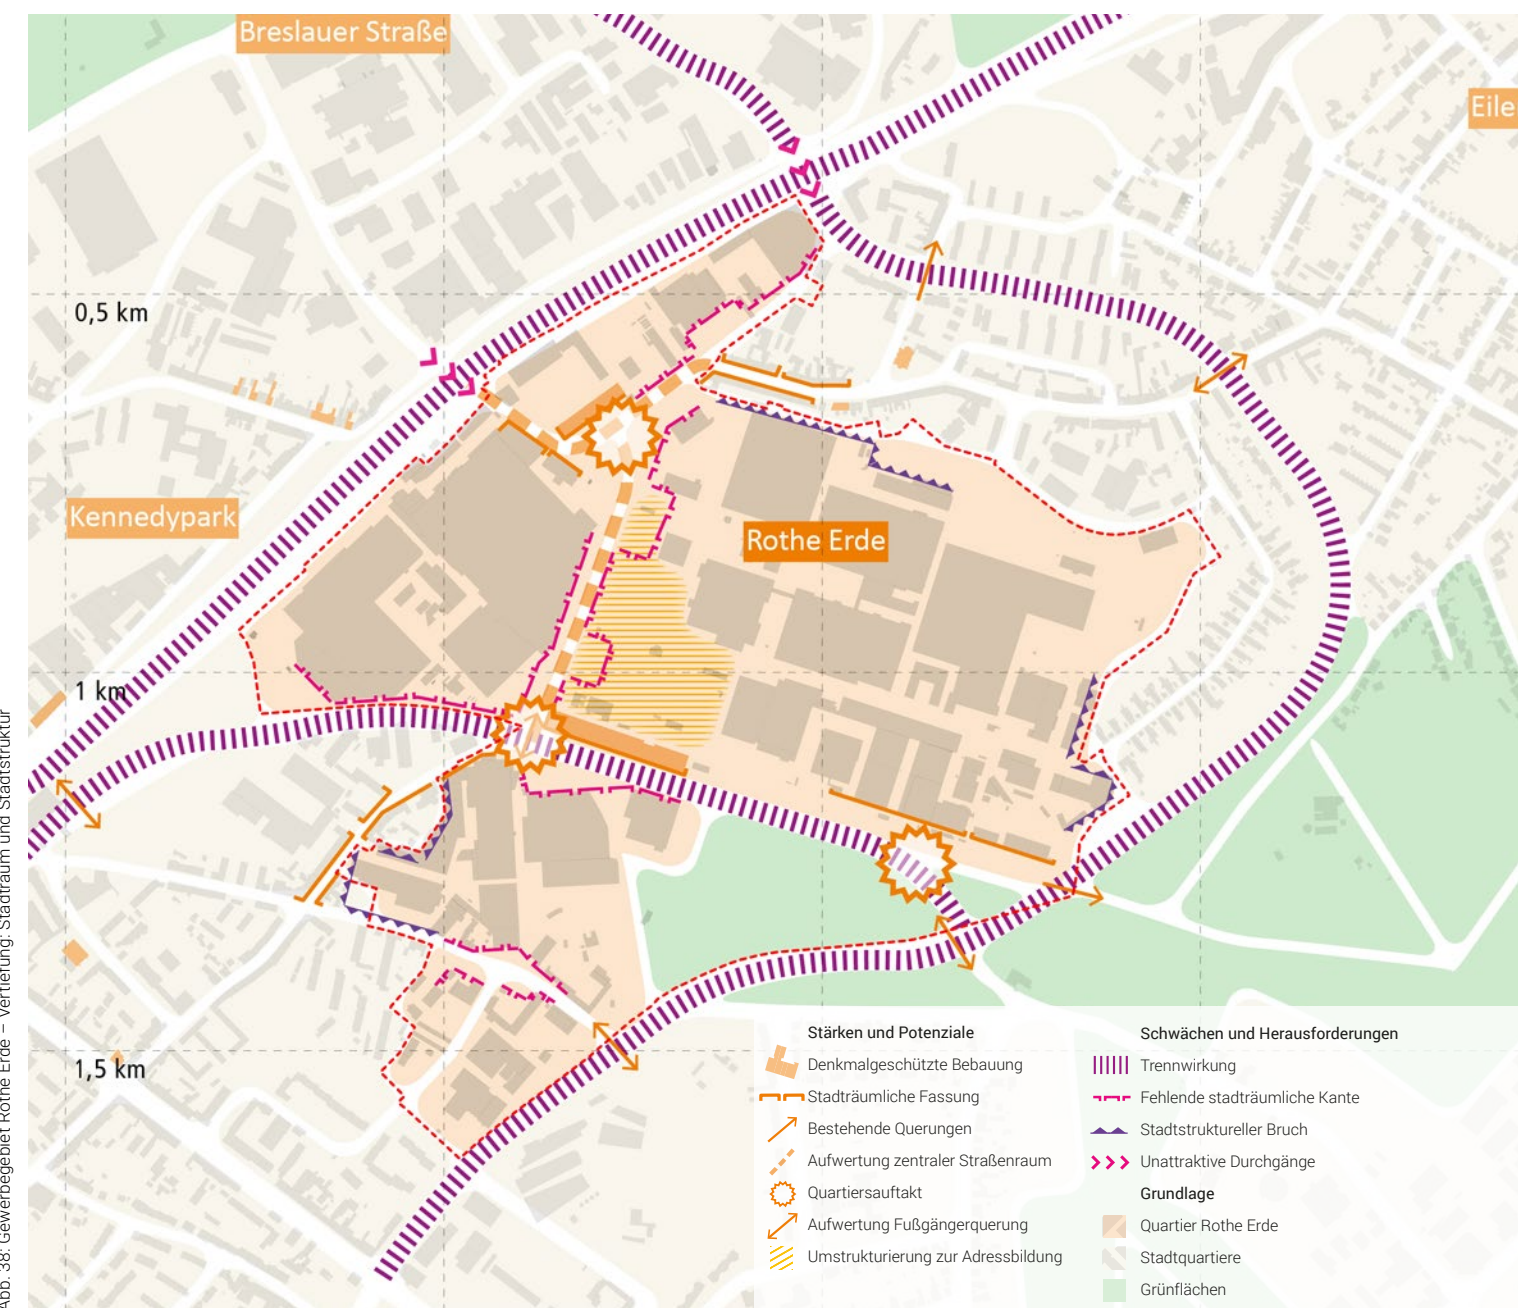 Breslauer Straße
Eile
0,5 km
Kennedypark
Rothe Erde
1 km
1,5 km
Abb. 38: Gewerbegebiet Rothe Erde – Vertiefung: Stadtraum und Stadtstruktur
Stärken und Potenziale
Denkmalgeschützte Bebauung
Stadträumliche Fassung
Bestehende Querungen
Aufwertung zentraler Straßenraum
Quartiersauftakt
Aufwertung Fußgängerquerung
Umstrukturierung zur Adressbildung
Schwächen und Herausforderungen
Trennwirkung
Fehlende stadträumliche Kante
Stadtstruktureller Bruch
Unattraktive Durchgänge
Grundlage
Quartier Rothe Erde
Stadtquartiere
Grünflächen